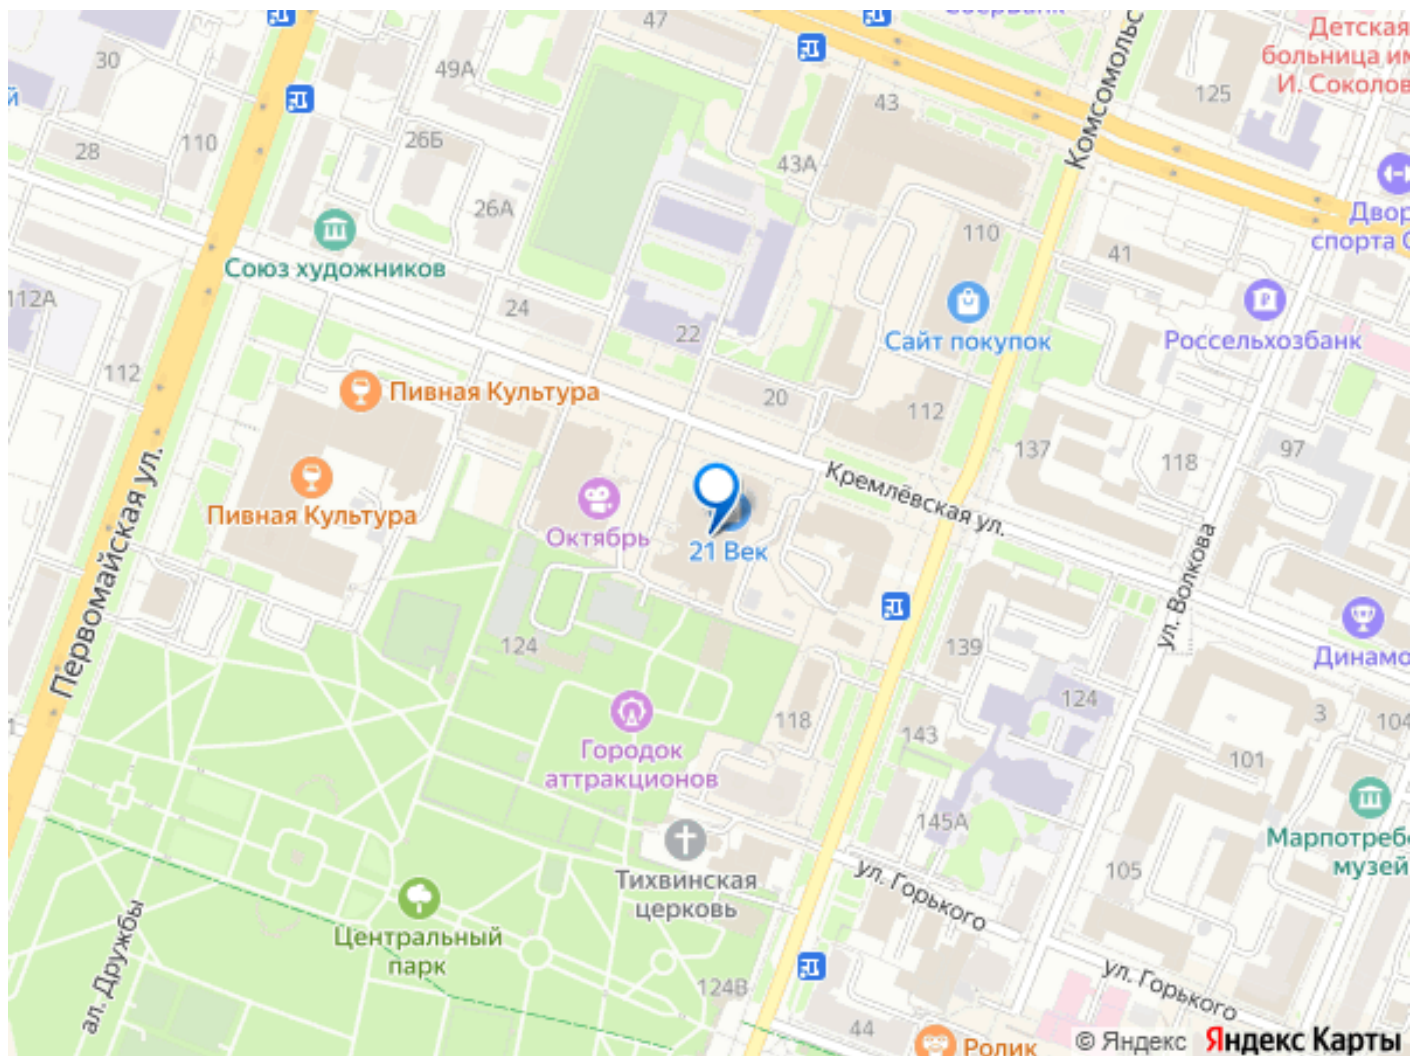 47
СберБанк
Детская
больница им
И. Соколов
30
49А
43
125
Комсомольс
й
28
110
26Б
43А
26А
Двор
спорта С
110
41
Союз художников
112А
24
22
Сайт покупок
Россельхозбанк
112
Пивная Культура
20
112
137
118
97
Первомайская ул.
Пивная Культура
Октябрь
21 Век
Кремлёвская ул.
ул. Волкова
124
139
Динамо
124
118
143
3
104
101
1
Городок
аттракционов
145А
Марпотребо
музей
105
Тихвинская
церковь
ул. Горького
ал. Дружбы
Центральный
парк
124В
ул. Горького
44
Ролик
© Яндекс Яндекс Карты